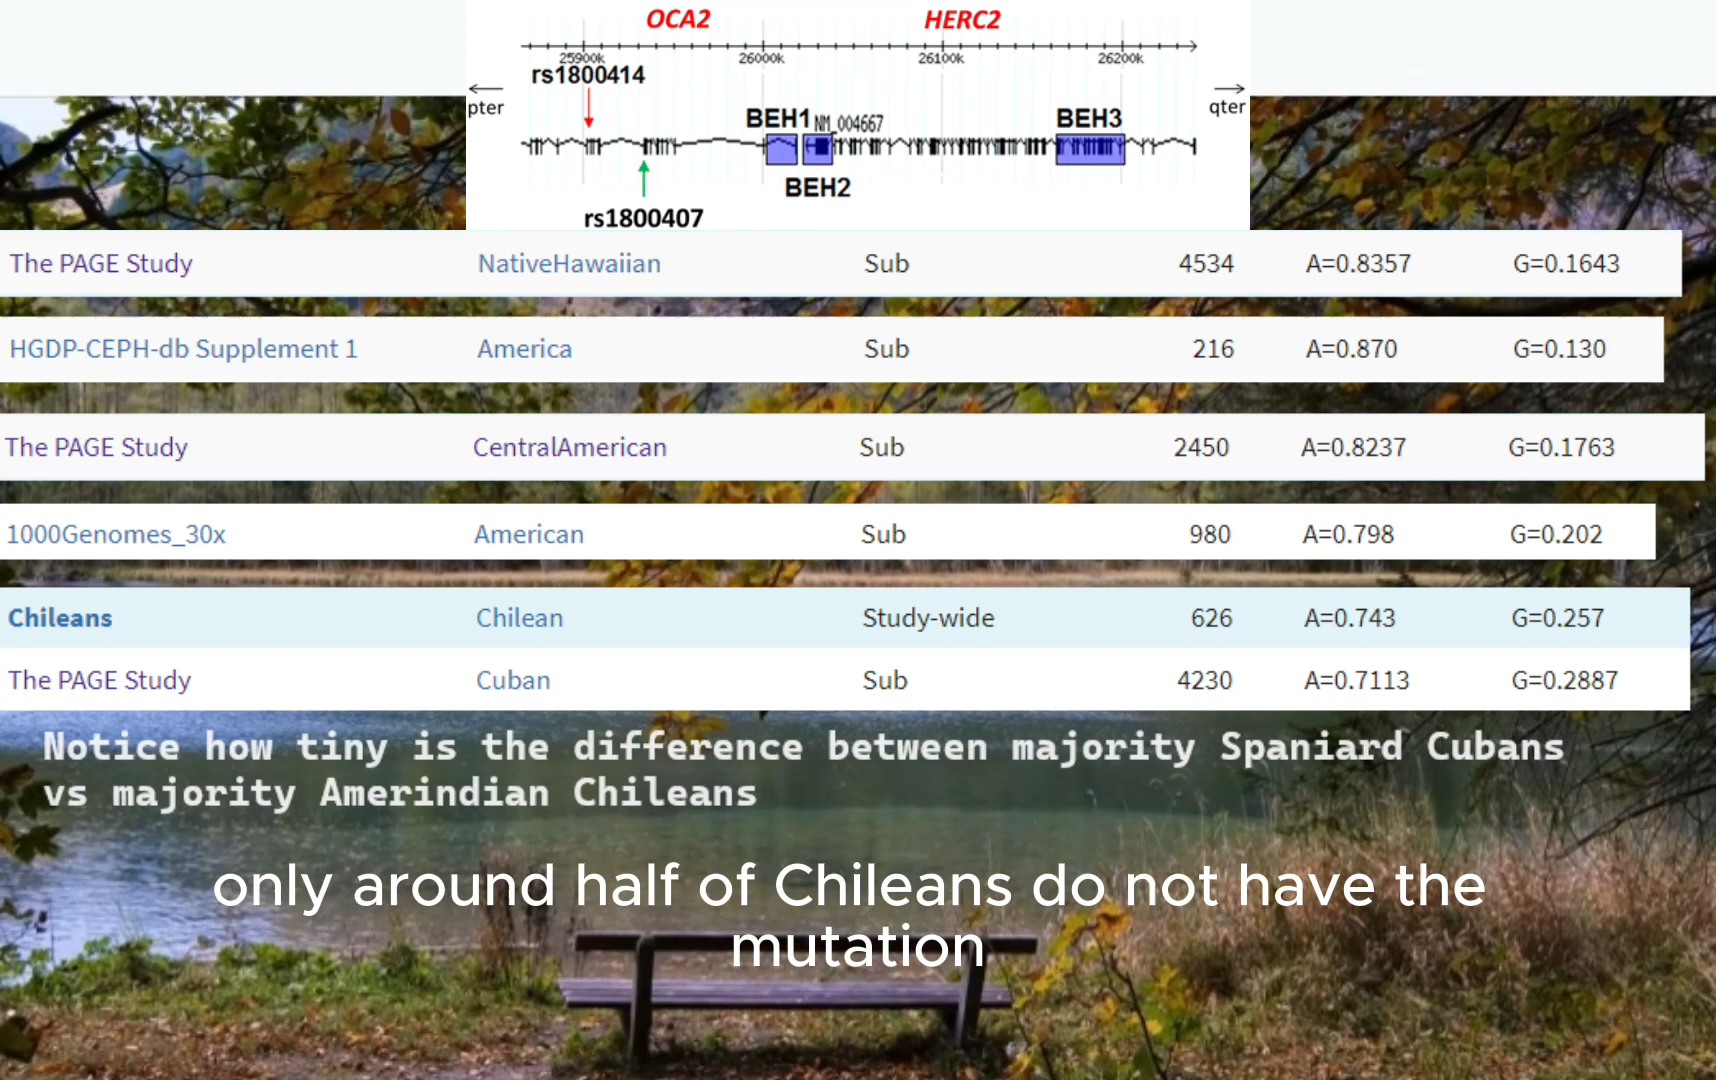 OCA2 HERC2
25900k 26000k 26100k 26200k
rs1800414
pter qter
BEH1 NM_004667 BEH3
BEH2
rs1800407
The PAGE Study NativeHawaiian Sub 4534 A=0.8357 G=0.1643
HGDP-CEPH-db Supplement 1 America Sub 216 A=0.870 G=0.130
The PAGE Study CentralAmerican Sub 2450 A=0.8237 G=0.1763
1000Genomes_30x American Sub 980 A=0.798 G=0.202
Chileans Chilean Study-wide 626 A=0.743 G=0.257
The PAGE Study Cuban Sub 4230 A=0.7113 G=0.2887
Notice how tiny is the difference between majority Spaniard Cubans
vs majority Amerindian Chileans
only around half of Chileans do not have the
mutation